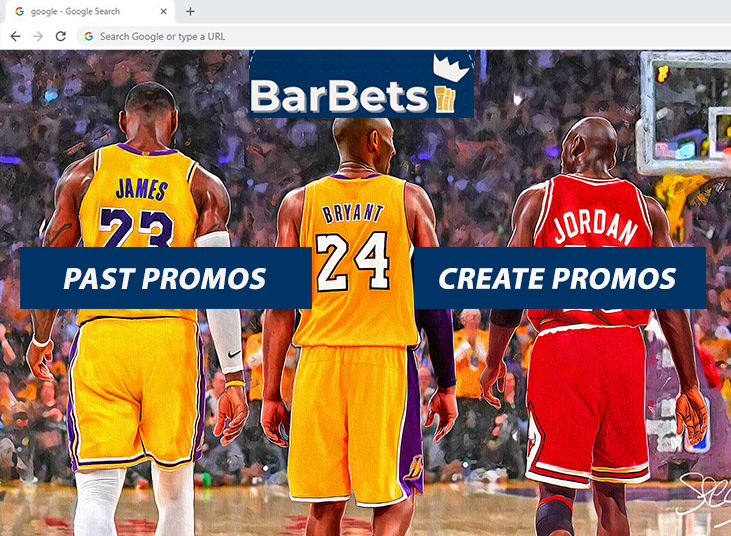 google - Google Search
Search Google or type a URL
BarBets
JAMES
23
BRYANT
24
JORDAN
PAST PROMOS
CREATE PROMOS